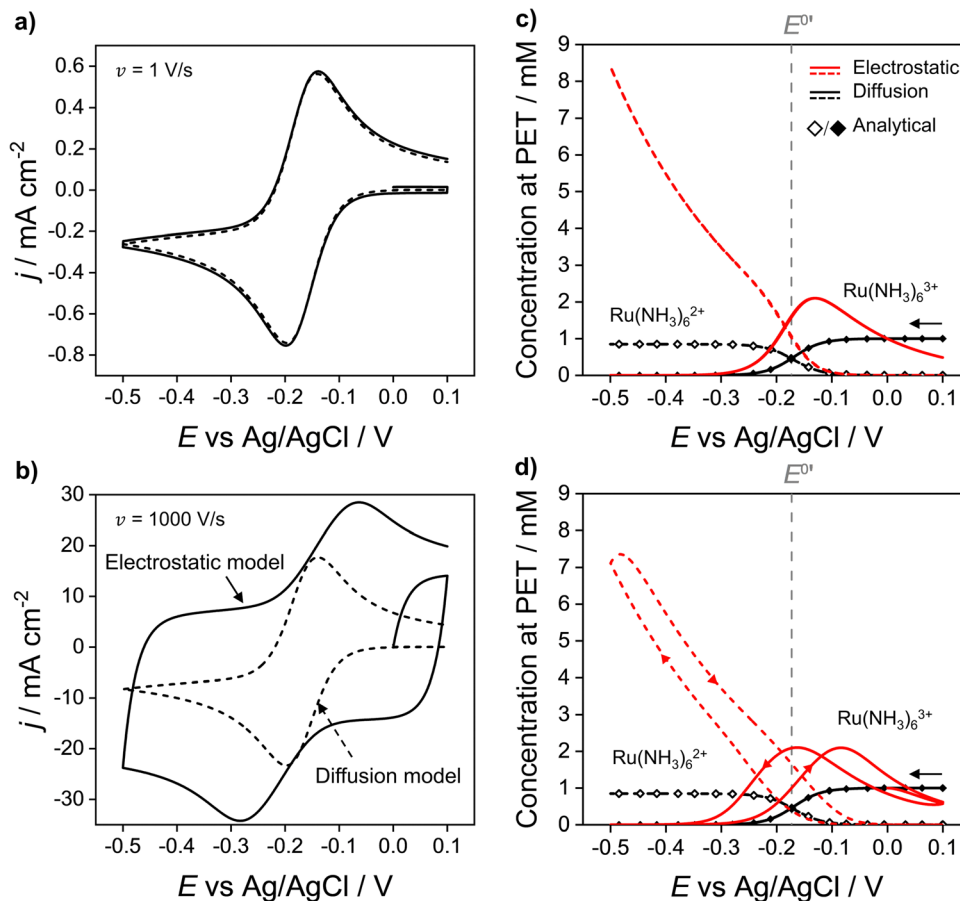 a)
v = 1 V/s
0.6
0.4
0.2
0.0
-0.2
-0.4
-0.6
-0.8
j / mA cm⁻²
-0.5 -0.4 -0.3 -0.2 -0.1 0.0 0.1
E vs Ag/AgCl / V
b)
v = 1000 V/s
Electrostatic model
Diffusion model
30
20
10
0
-10
-20
-30
j / mA cm⁻²
-0.5 -0.4 -0.3 -0.2 -0.1 0.0 0.1
E vs Ag/AgCl / V
c)
E⁰'
Electrostatic
Diffusion
Analytical
Ru(NH₃)₆²⁺
Ru(NH₃)₆³⁺
9
8
7
6
5
4
3
2
1
0
Concentration at PET / mM
-0.5 -0.4 -0.3 -0.2 -0.1 0.0 0.1
E vs Ag/AgCl / V
d)
E⁰'
Ru(NH₃)₆²⁺
Ru(NH₃)₆³⁺
9
8
7
6
5
4
3
2
1
0
Concentration at PET / mM
-0.5 -0.4 -0.3 -0.2 -0.1 0.0 0.1
E vs Ag/AgCl / V